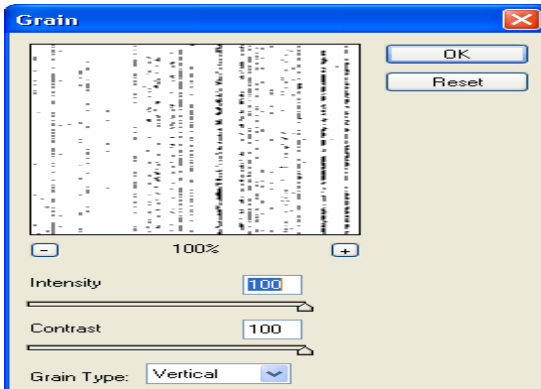 Grain
OK
Reset
- 100% +
Intensity 100
Contrast 100
Grain Type: Vertical